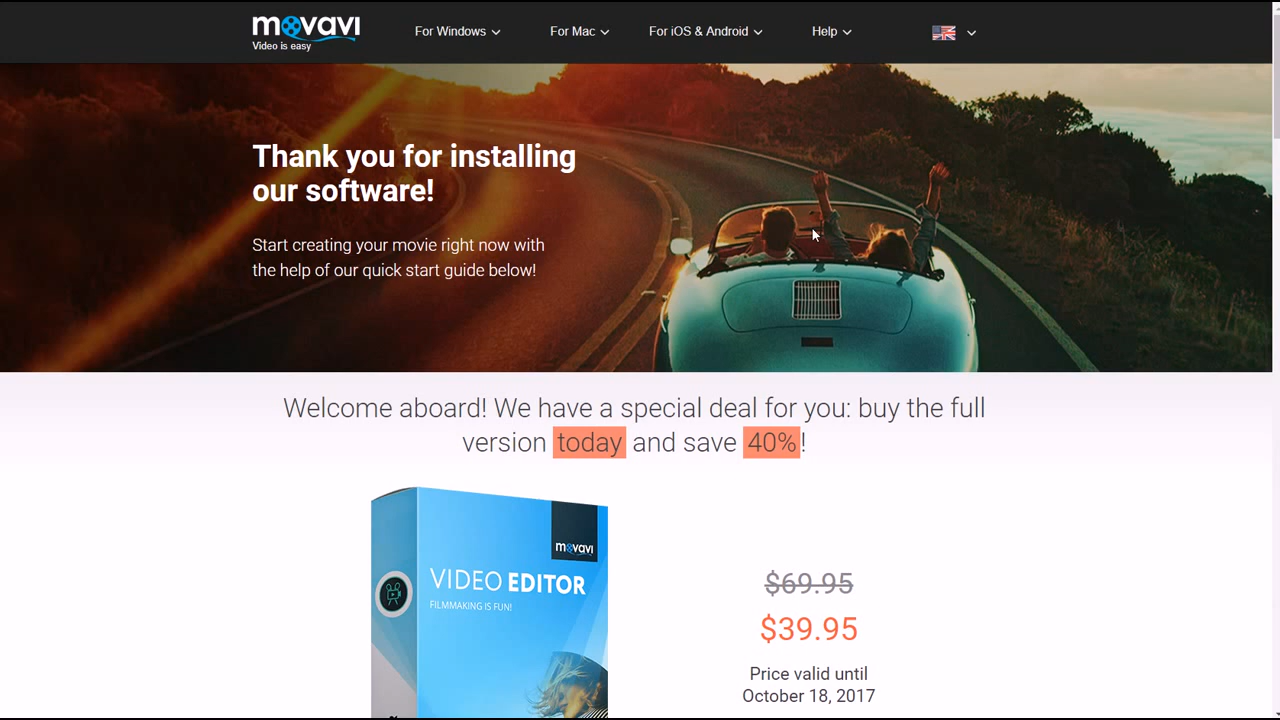 movavi
Video is easy
For Windows
For Mac
For iOS & Android
Help
Thank you for installing
our software!
Start creating your movie right now with
the help of our quick start guide below!
Welcome aboard! We have a special deal for you: buy the full
version today and save 40%!
movavi
VIDEO EDITOR
FILMMAKING IS FUN!
$69.95
$39.95
Price valid until
October 18, 2017